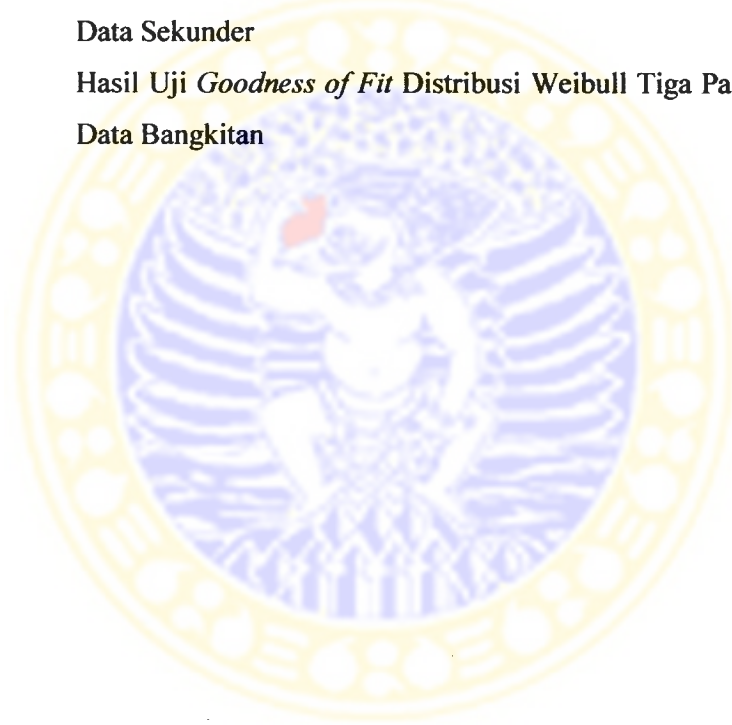 Data Sekunder
Hasil Uji Goodness of Fit Distribusi Weibull Tiga Pa
Data Bangkitan